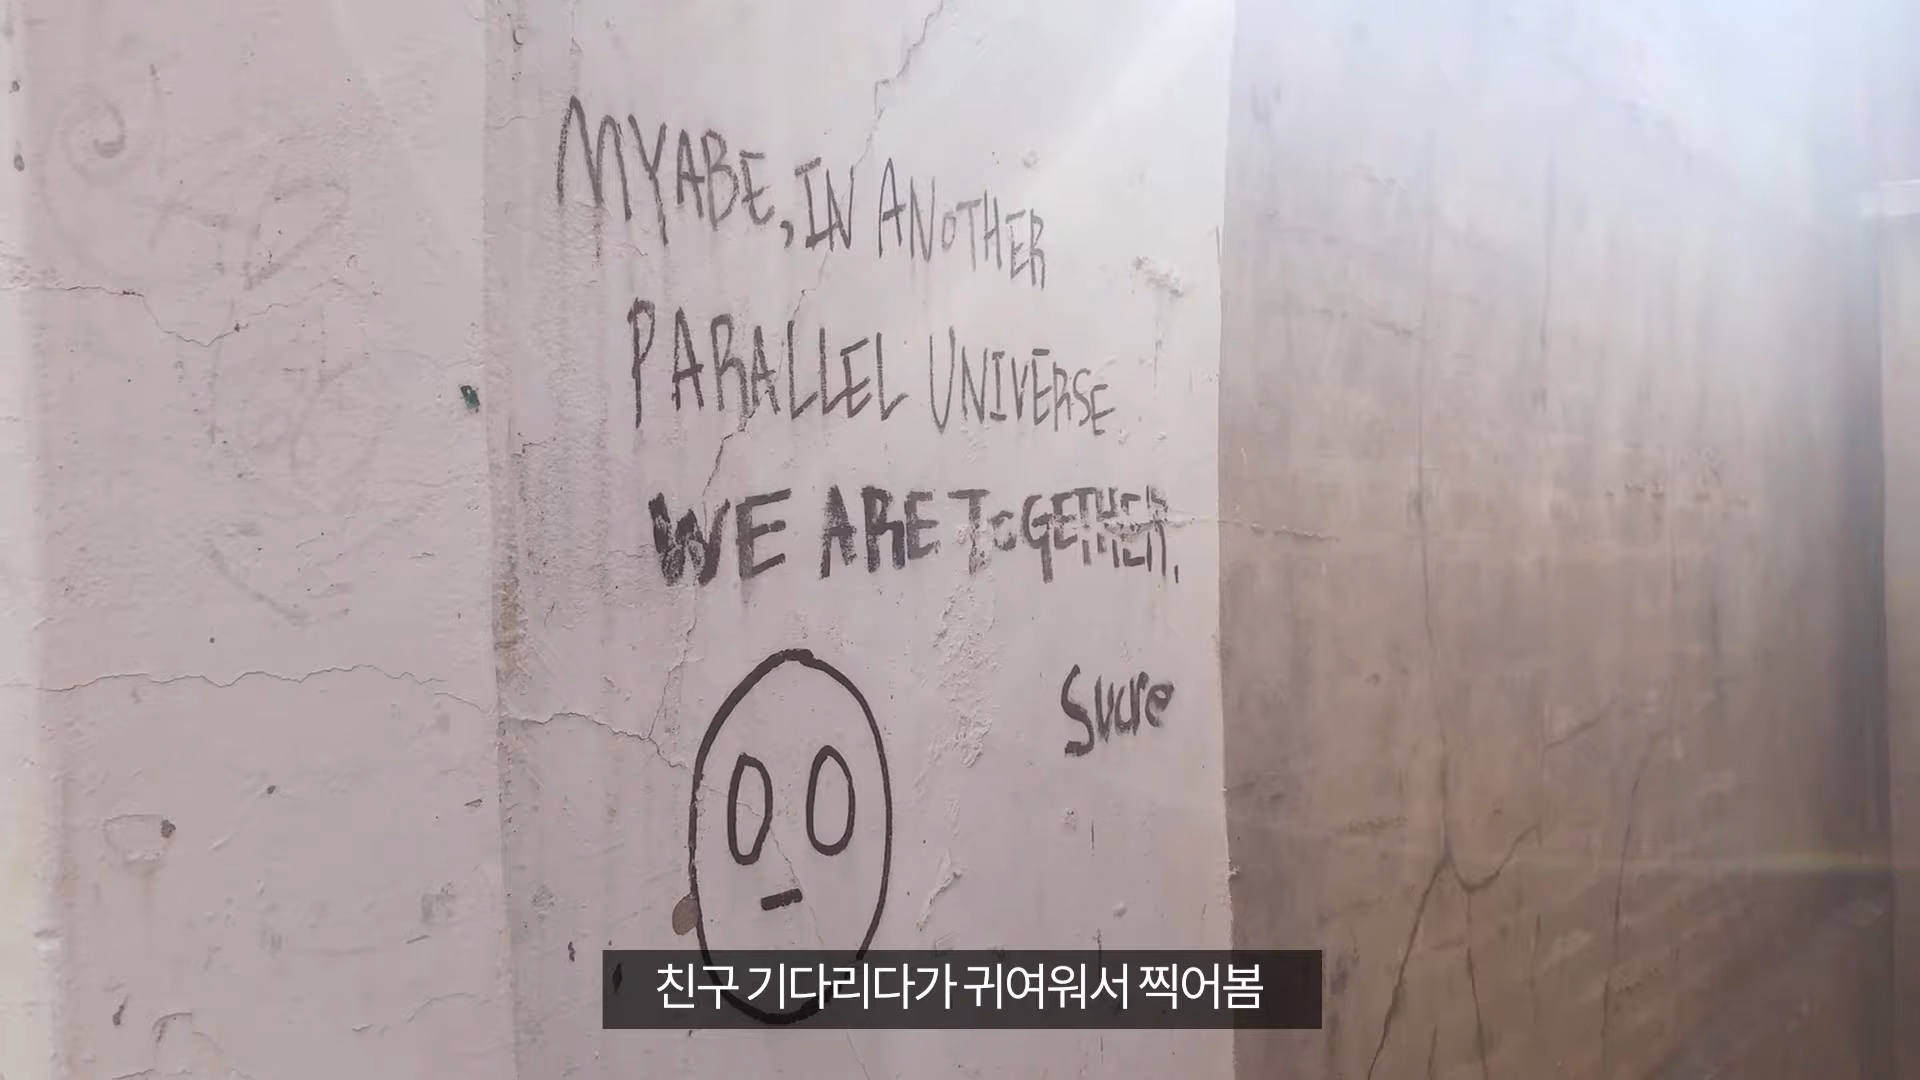 MYABE, IN ANOTHER
PARALLEL UNIVERSE
WE ARE TOGETHER.
Sucre
친구 기다리다가 귀여워서 찍어봄